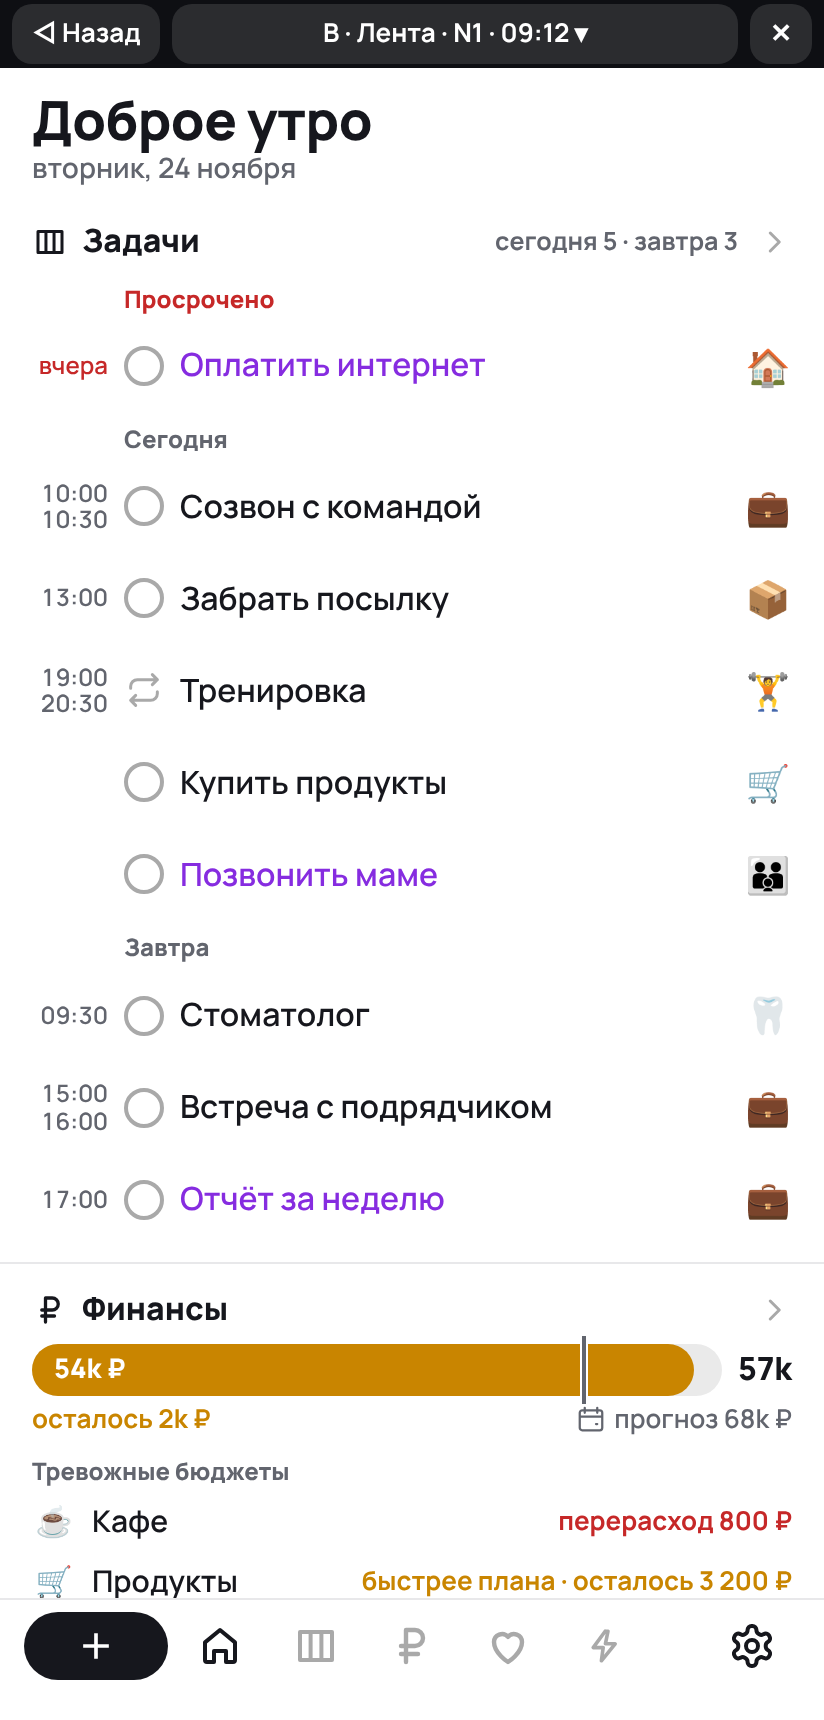 Назад
B · Лента · N1 · 09:12 ▾
×
Доброе утро
вторник, 24 ноября
Задачи
сегодня 5 · завтра 3
Просрочено
вчера
Оплатить интернет
Сегодня
10:00
10:30
Созвон с командой
13:00
Забрать посылку
19:00
20:30
Тренировка
Купить продукты
Позвонить маме
Завтра
09:30
Стоматолог
15:00
16:00
Встреча с подрядчиком
17:00
Отчёт за неделю
₽ Финансы
54k ₽
57k
осталось 2k ₽
прогноз 68k ₽
Тревожные бюджеты
Кафе
перерасход 800 ₽
Продукты
быстрее плана · осталось 3 200 ₽
+
₽